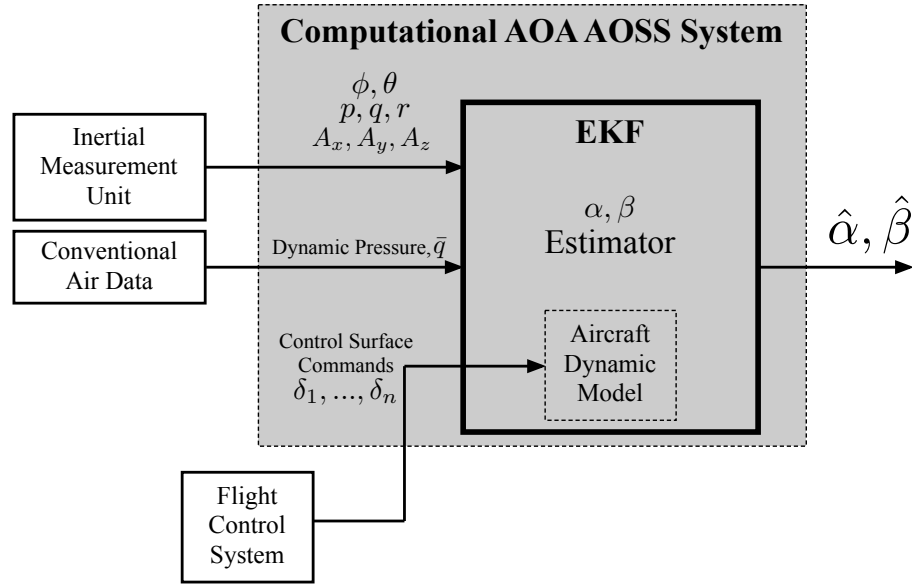 Computational AOA AOSS System
ϕ, θ
p, q, r
A_x, A_y, A_z
Inertial
Measurement
Unit
EKF
α, β
Estimator
α̂, β̂
Conventional
Air Data
Dynamic Pressure, q̄
Control Surface
Commands
δ_1, ..., δ_n
Aircraft
Dynamic
Model
Flight
Control
System